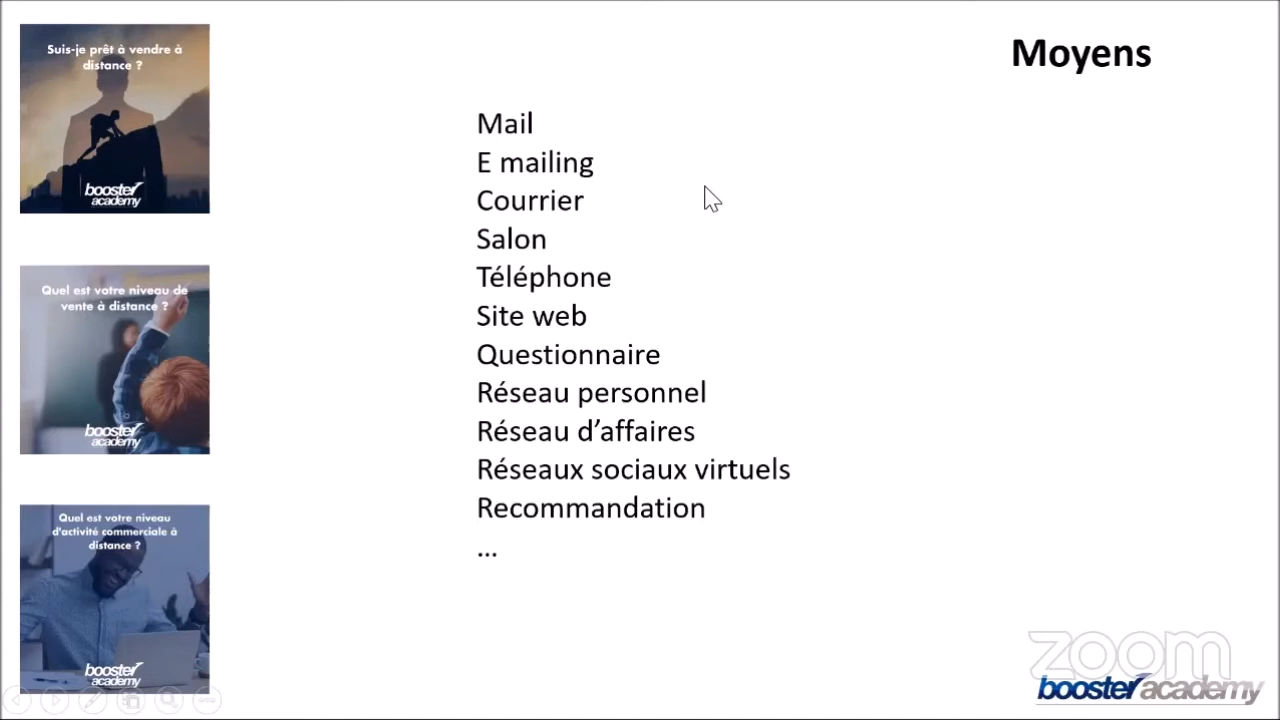 Suis-je prêt à vendre à
distance ?
booster
academy
Quel est votre niveau de
vente à distance ?
booster
academy
Quel est votre niveau
d'activité commerciale à
distance ?
booster
academy
Moyens
Mail
E mailing
Courrier
Salon
Téléphone
Site web
Questionnaire
Réseau personnel
Réseau d’affaires
Réseaux sociaux virtuels
Recommandation
...
zoom
boosteracademy